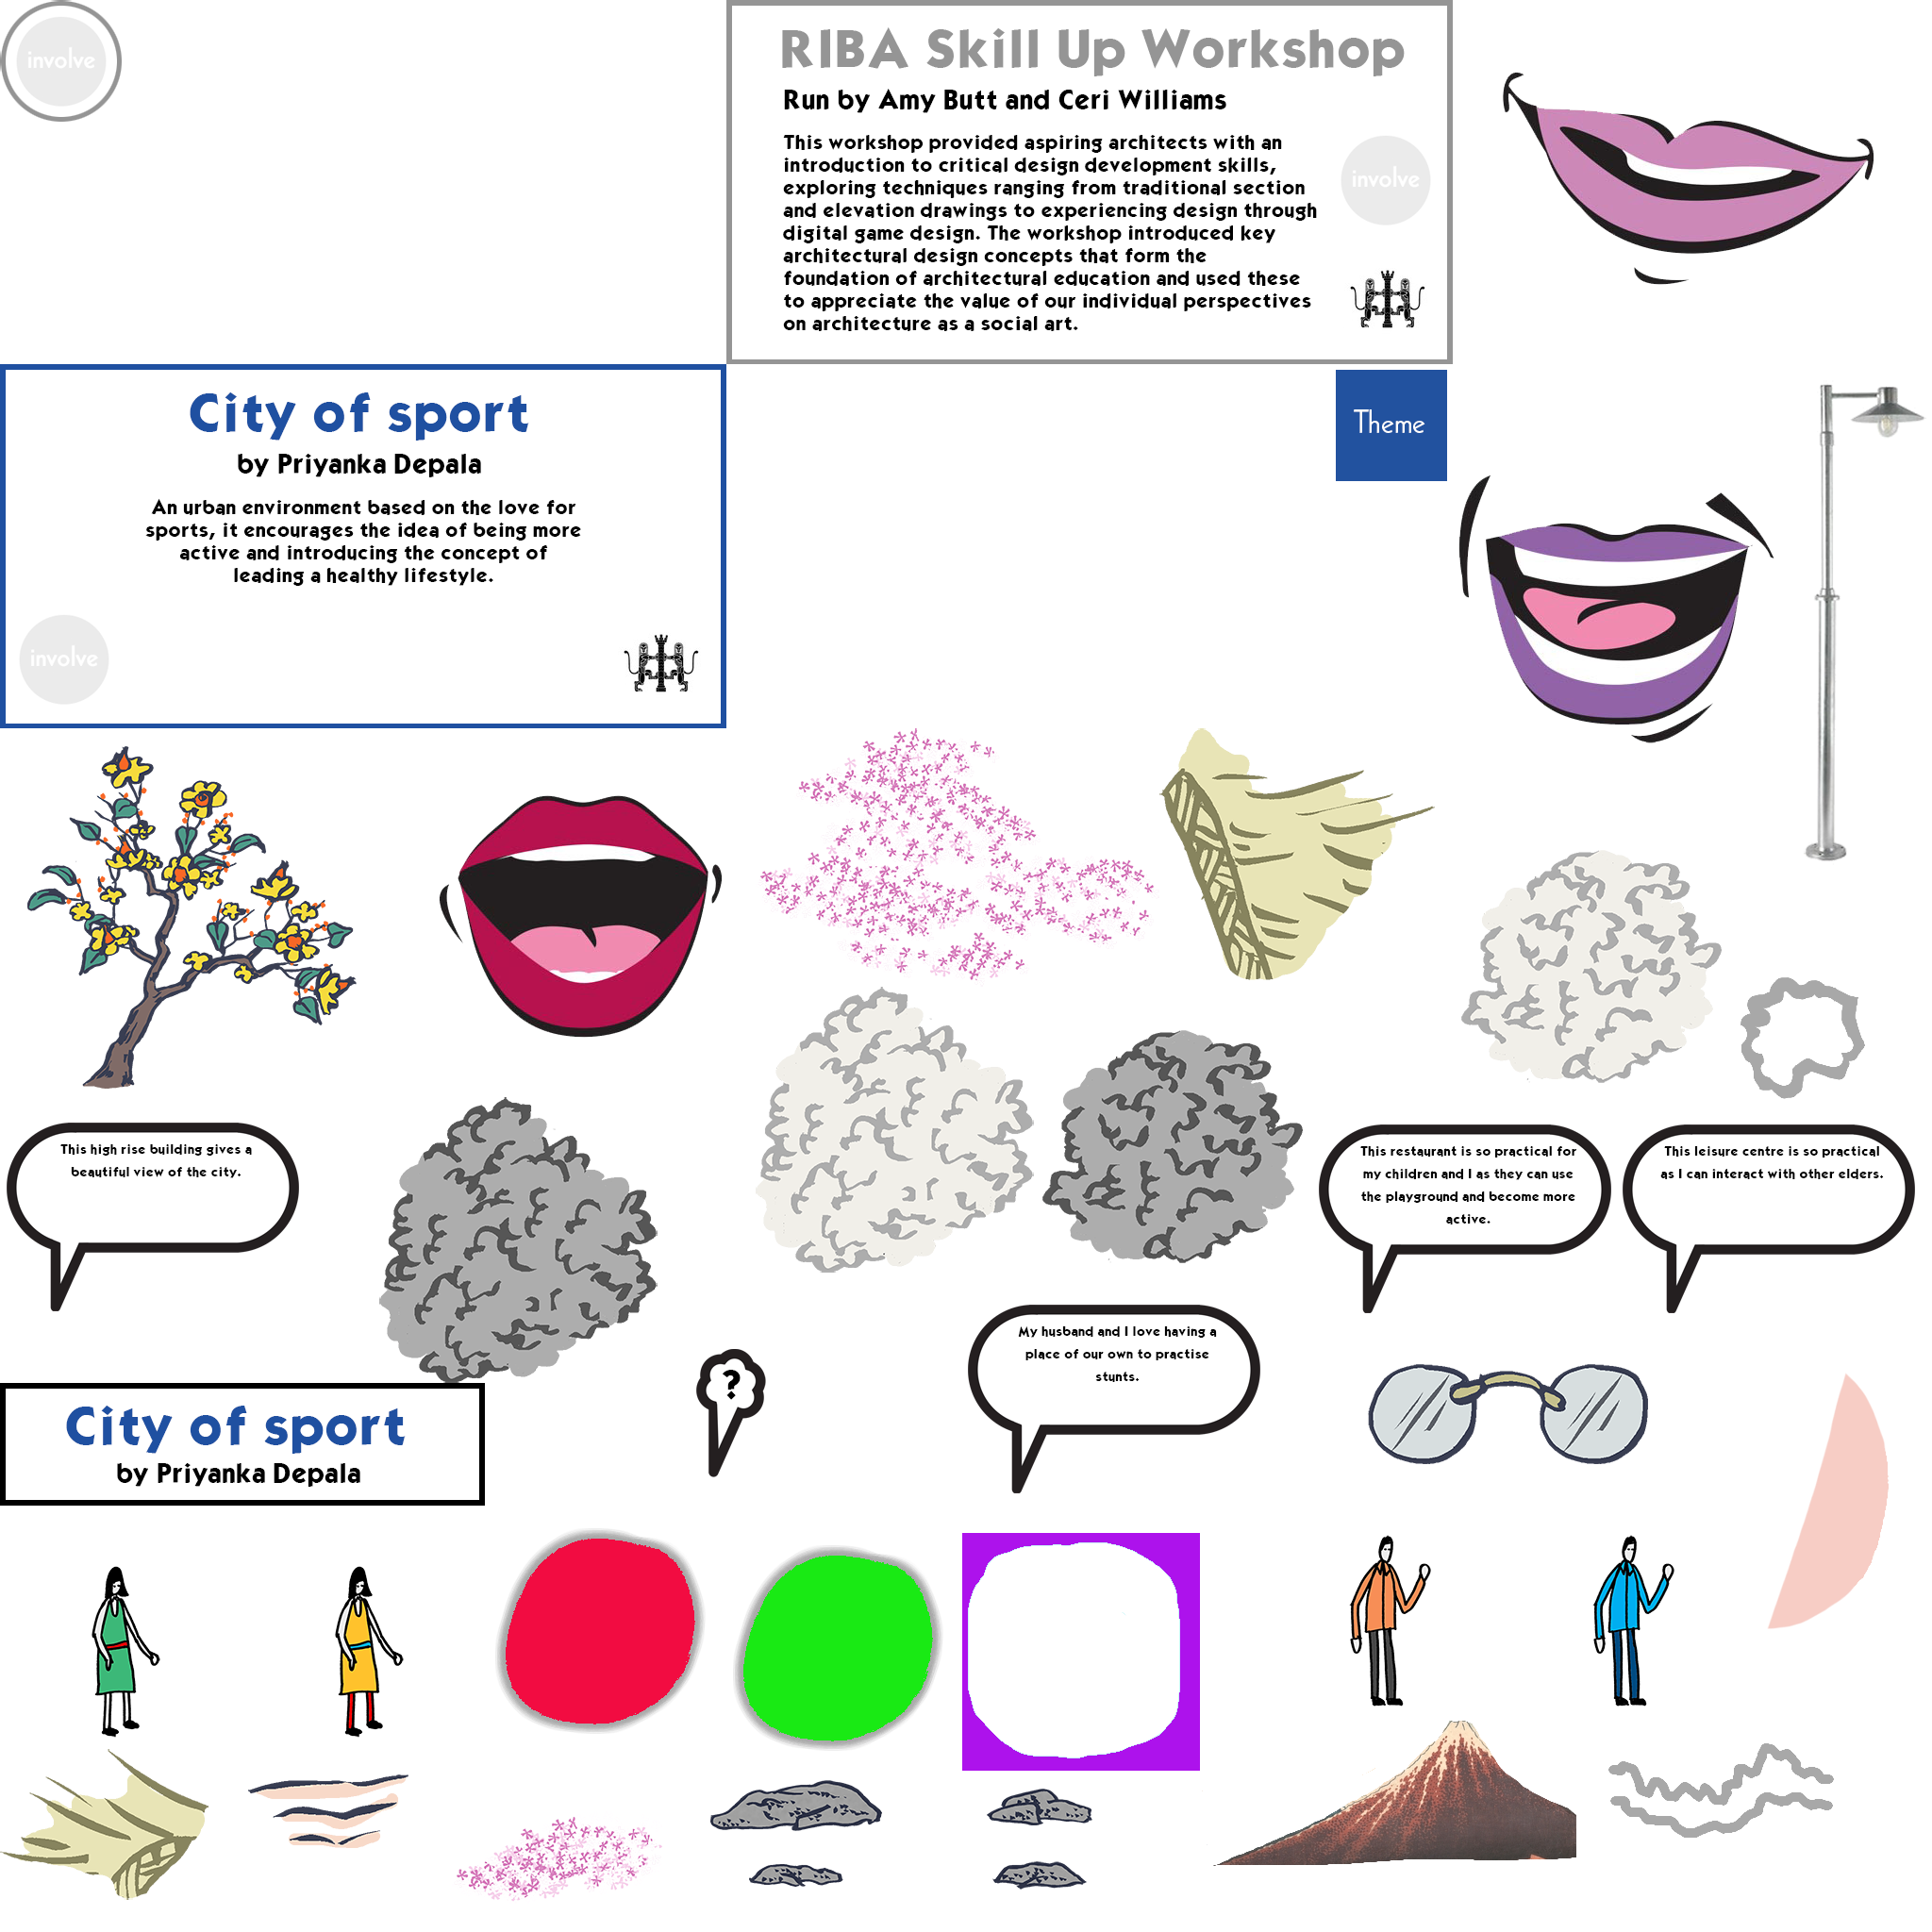 involve
RIBA Skill Up Workshop
Run by Amy Butt and Ceri Williams
This workshop provided aspiring architects with an
introduction to critical design development skills,
exploring techniques ranging from traditional section
and elevation drawings to experiencing design through
digital game design. The workshop introduced key
architectural design concepts that form the
foundation of architectural education and used these
to appreciate the value of our individual perspectives
on architecture as a social art.
involve
City of sport
by Priyanka Depala
An urban environment based on the love for
sports, it encourages the idea of being more
active and introducing the concept of
leading a healthy lifestyle.
involve
Theme
This high rise building gives a
beautiful view of the city.
This restaurant is so practical for
my children and I as they can use
the playground and become more
active.
This leisure centre is so practical
as I can interact with other elders.
My husband and I love having a
place of our own to practise
stunts.
?
City of sport
by Priyanka Depala